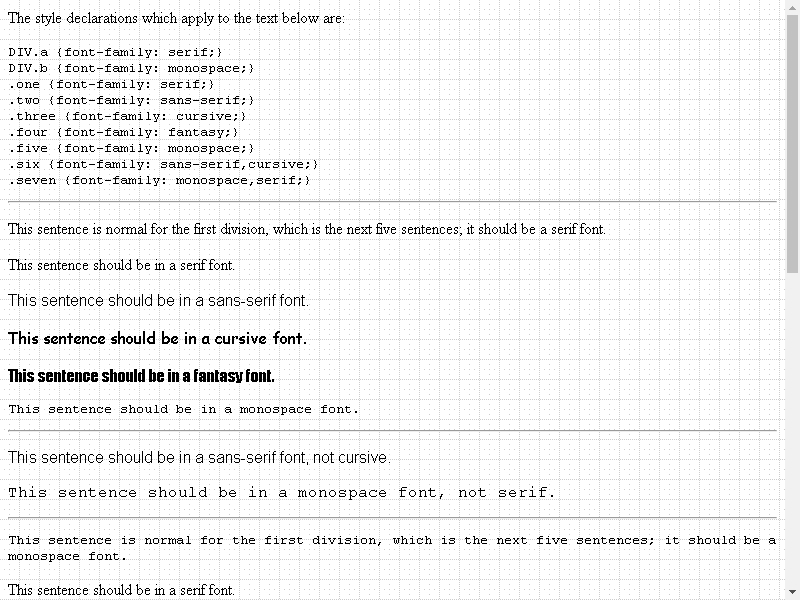 The style declarations which apply to the text below are:
DIV.a {font-family: serif;}
DIV.b {font-family: monospace;}
.one {font-family: serif;}
.two {font-family: sans-serif;}
.three {font-family: cursive;}
.four {font-family: fantasy;}
.five {font-family: monospace;}
.six {font-family: sans-serif,cursive;}
.seven {font-family: monospace,serif;}
This sentence is normal for the first division, which is the next five sentences; it should be a serif font.
This sentence should be in a serif font.
This sentence should be in a sans-serif font.
This sentence should be in a cursive font.
This sentence should be in a fantasy font.
This sentence should be in a monospace font.
This sentence should be in a sans-serif font, not cursive.
This sentence should be in a monospace font, not serif.
This sentence is normal for the first division, which is the next five sentences; it should be a
monospace font.
This sentence should be in a serif font.